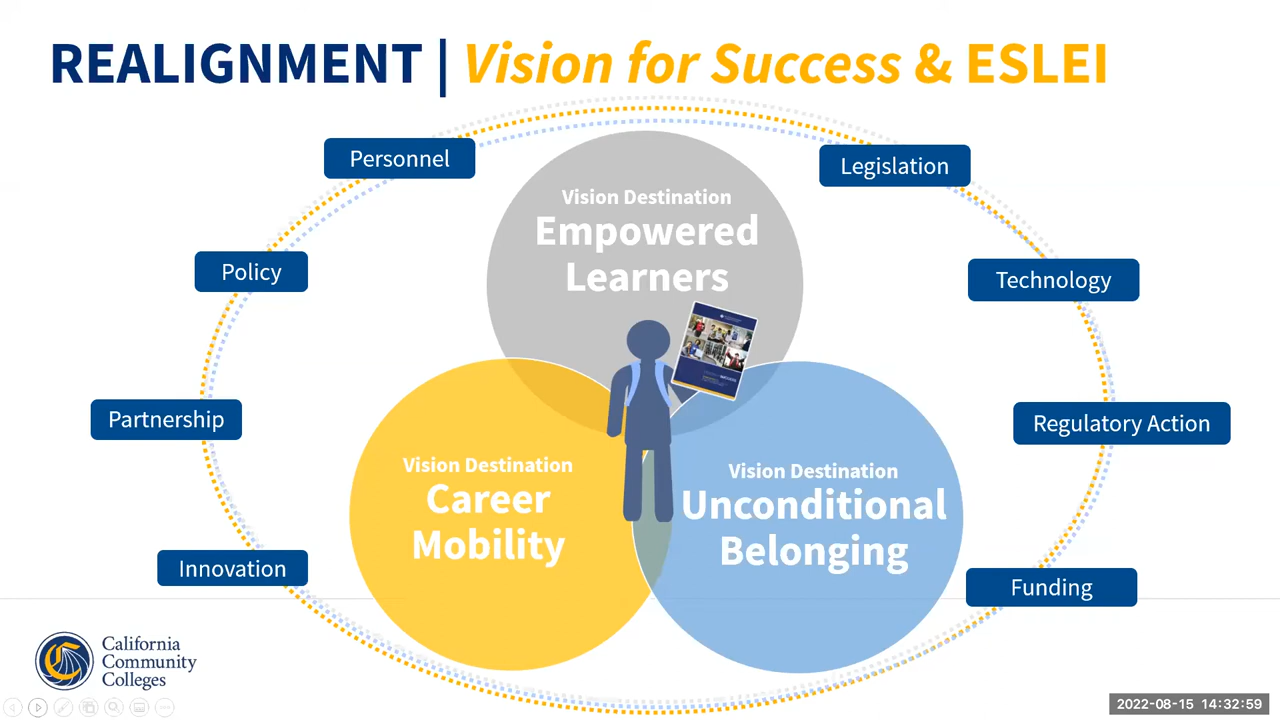 REALIGNMENT | Vision for Success & ESLEI
Personnel
Legislation
Vision Destination
Empowered
Learners
Policy
Technology
Partnership
Regulatory Action
Vision Destination
Career
Mobility
Vision Destination
Unconditional
Belonging
Innovation
Funding
California
Community
Colleges
2022-08-15 14:32:59